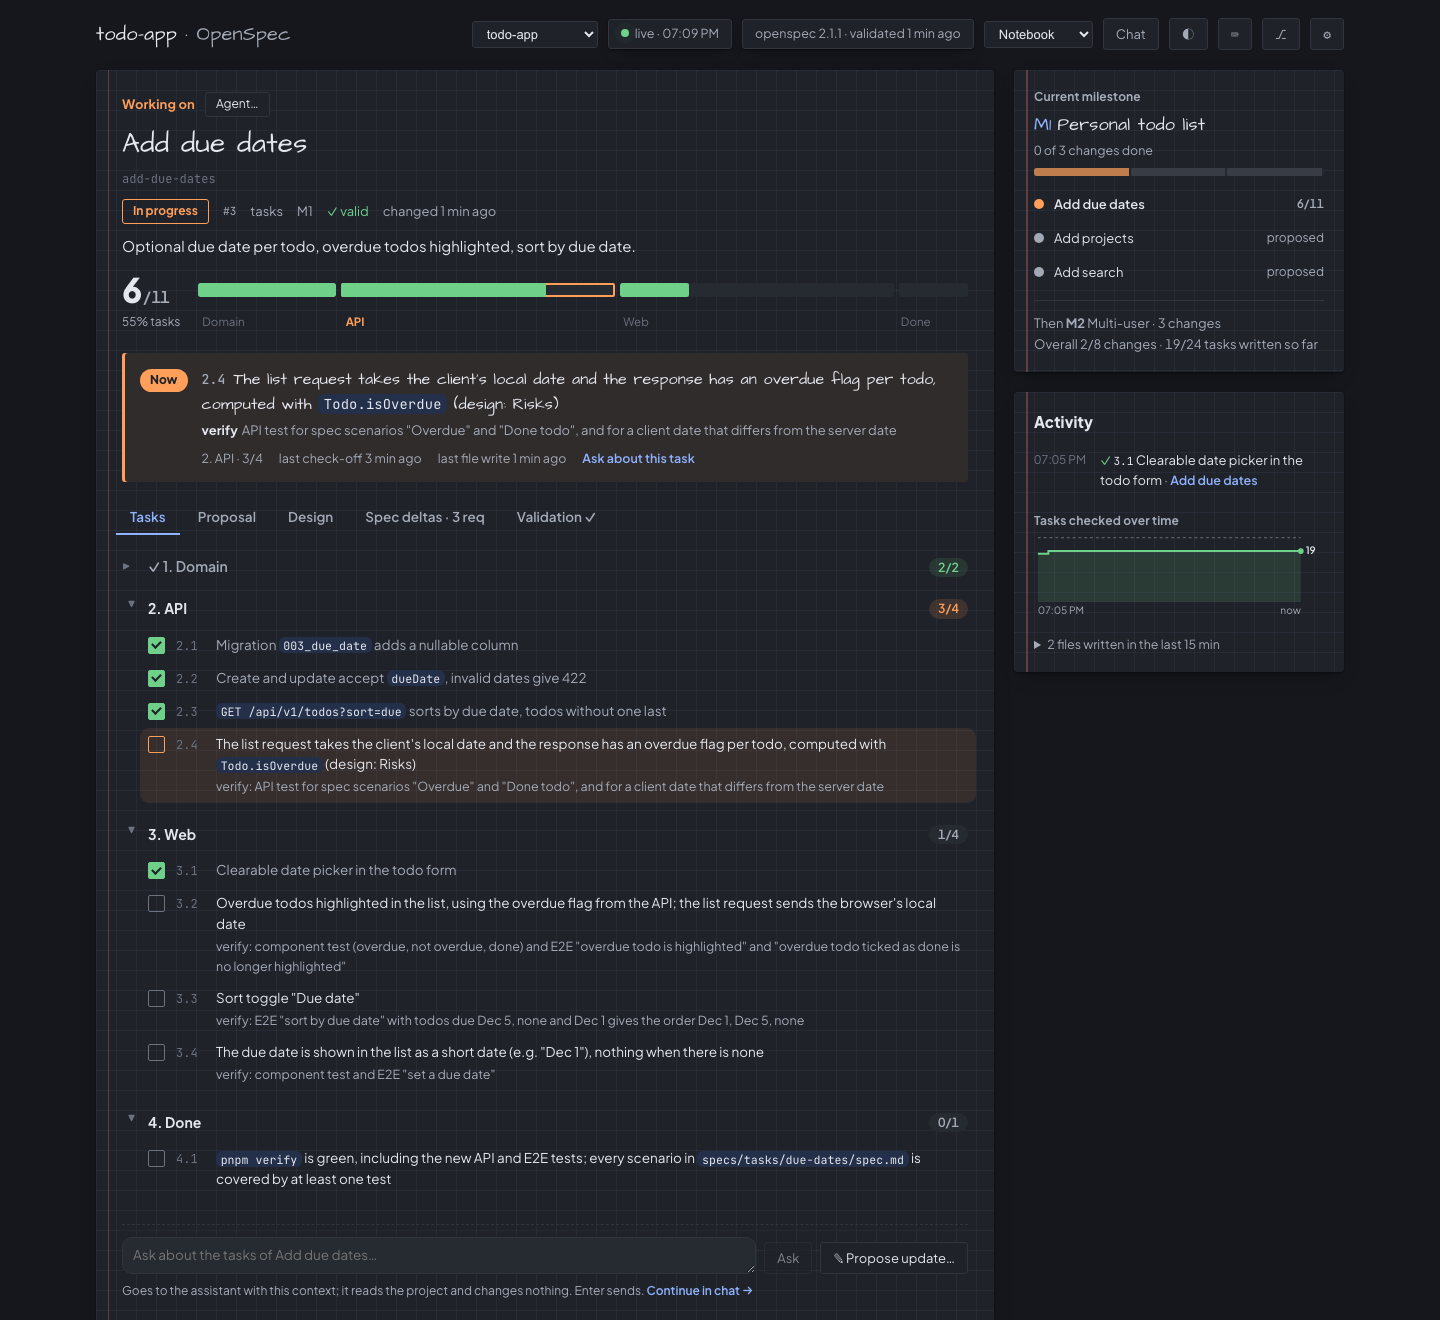 todo-app · OpenSpec
todo-app
live · 07:09 PM
openspec 2.1.1 · validated 1 min ago
Notebook
Chat
Working on
Agent…
Add due dates
add-due-dates
In progress #3 tasks M1 ✓ valid changed 1 min ago
Optional due date per todo, overdue todos highlighted, sort by due date.
6/11
55% tasks
Domain
API
Web
Done
Now
2.4 The list request takes the client's local date and the response has an overdue flag per todo,
computed with Todo.isOverdue (design: Risks)
verify API test for spec scenarios "Overdue" and "Done todo", and for a client date that differs from the server date
2. API · 3/4 last check-off 3 min ago last file write 1 min ago Ask about this task
Tasks Proposal Design Spec deltas · 3 req Validation ✓
✓ 1. Domain 2/2
2. API 3/4
2.1 Migration 003_due_date adds a nullable column
2.2 Create and update accept dueDate, invalid dates give 422
2.3 GET /api/v1/todos?sort=due sorts by due date, todos without one last
2.4 The list request takes the client's local date and the response has an overdue flag per todo, computed with
Todo.isOverdue (design: Risks)
verify: API test for spec scenarios "Overdue" and "Done todo", and for a client date that differs from the server date
3. Web 1/4
3.1 Clearable date picker in the todo form
3.2 Overdue todos highlighted in the list, using the overdue flag from the API; the list request sends the browser's local
date
verify: component test (overdue, not overdue, done) and E2E "overdue todo is highlighted" and "overdue todo ticked as done is
no longer highlighted"
3.3 Sort toggle "Due date"
verify: E2E "sort by due date" with todos due Dec 5, none and Dec 1 gives the order Dec 1, Dec 5, none
3.4 The due date is shown in the list as a short date (e.g. "Dec 1"), nothing when there is none
verify: component test and E2E "set a due date"
4. Done 0/1
4.1 pnpm verify is green, including the new API and E2E tests; every scenario in specs/tasks/due-dates/spec.md is
covered by at least one test
Ask about the tasks of Add due dates…
Ask
✎ Propose update…
Goes to the assistant with this context; it reads the project and changes nothing. Enter sends. Continue in chat →
Current milestone
M1 Personal todo list
0 of 3 changes done
Add due dates 6/11
Add projects proposed
Add search proposed
Then M2 Multi-user · 3 changes
Overall 2/8 changes · 19/24 tasks written so far
Activity
07:05 PM ✓ 3.1 Clearable date picker in the
todo form · Add due dates
Tasks checked over time
19
07:05 PM now
2 files written in the last 15 min